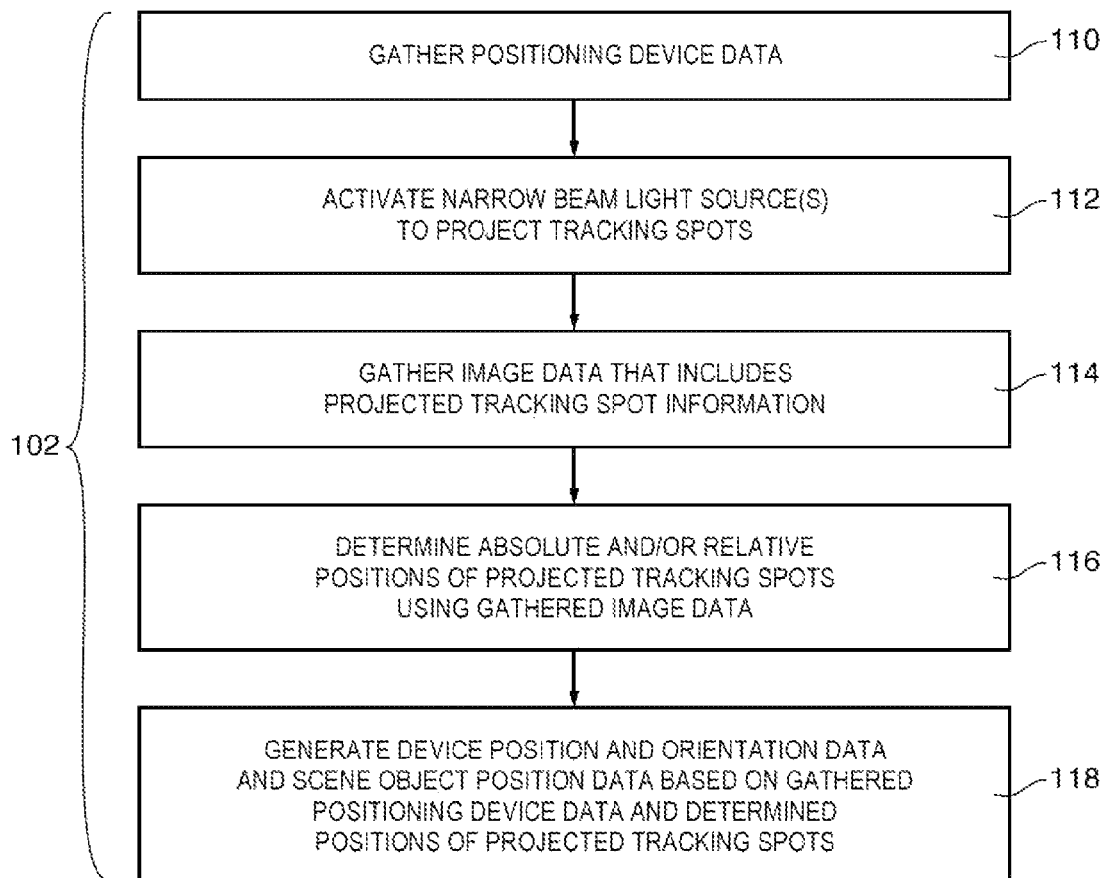 GATHER POSITIONING DEVICE DATA
110
ACTIVATE NARROW BEAM LIGHT SOURCE(S)
TO PROJECT TRACKING SPOTS
112
GATHER IMAGE DATA THAT INCLUDES
PROJECTED TRACKING SPOT INFORMATION
114
102
DETERMINE ABSOLUTE AND/OR RELATIVE
POSITIONS OF PROJECTED TRACKING SPOTS
USING GATHERED IMAGE DATA
116
GENERATE DEVICE POSITION AND ORIENTATION DATA
AND SCENE OBJECT POSITION DATA BASED ON GATHERED
POSITIONING DEVICE DATA AND DETERMINED
POSITIONS OF PROJECTED TRACKING SPOTS
118